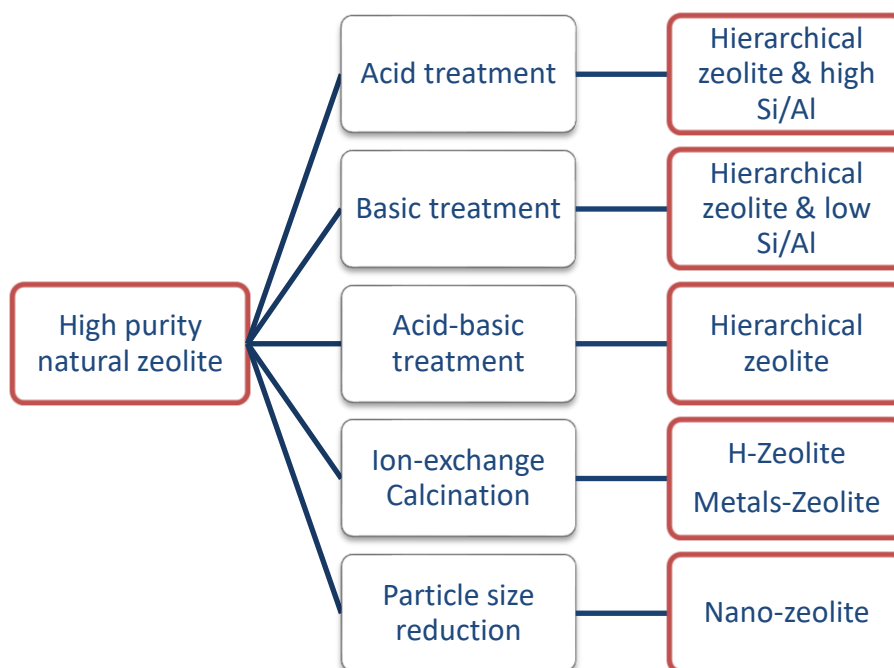 High purity
natural zeolite
Acid treatment
Hierarchical
zeolite & high
Si/Al
Basic treatment
Hierarchical
zeolite & low
Si/Al
Acid-basic
treatment
Hierarchical
zeolite
Ion-exchange
Calcination
H-Zeolite
Metals-Zeolite
Particle size
reduction
Nano-zeolite